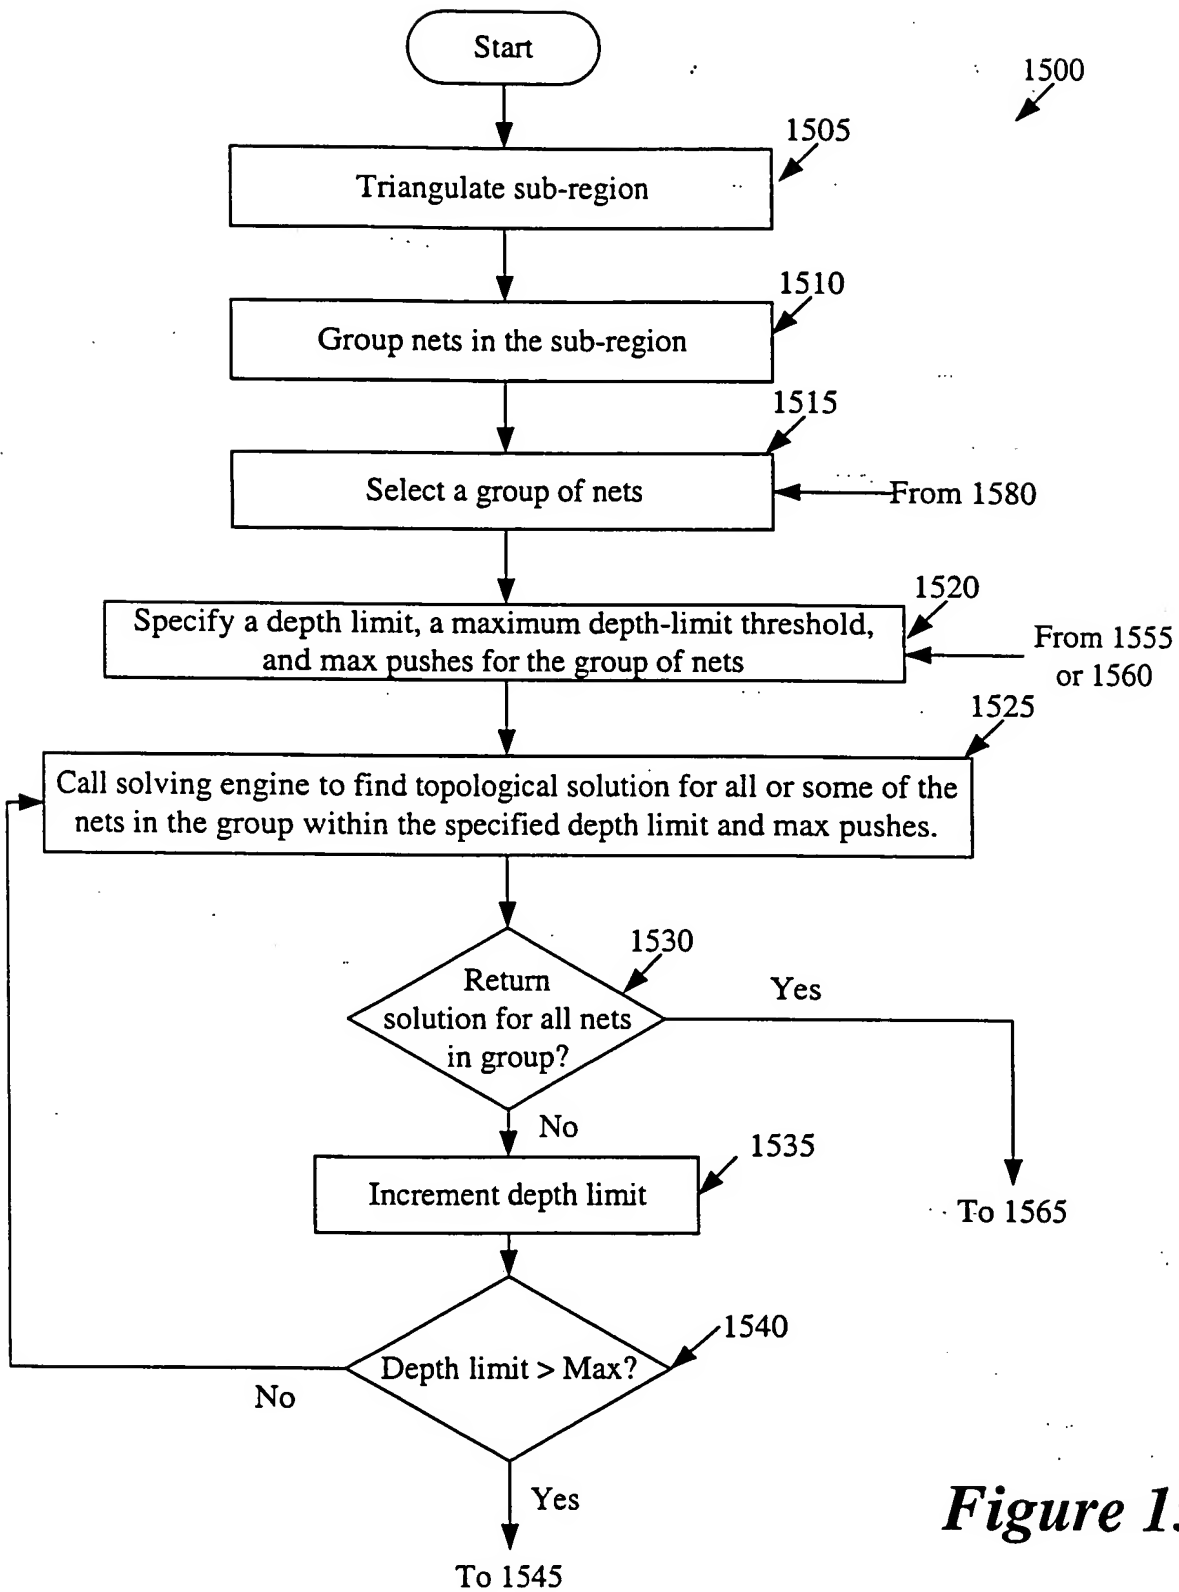 Start
1500
1505
Triangulate sub-region
1510
Group nets in the sub-region
1515
Select a group of nets
From 1580
1520
Specify a depth limit, a maximum depth-limit threshold,
and max pushes for the group of nets
From 1555
or 1560
1525
Call solving engine to find topological solution for all or some of the
nets in the group within the specified depth limit and max pushes.
1530
Return
solution for all nets
in group?
Yes
No
1535
Increment depth limit
To 1565
1540
Depth limit > Max?
No
Yes
To 1545
Figure 1